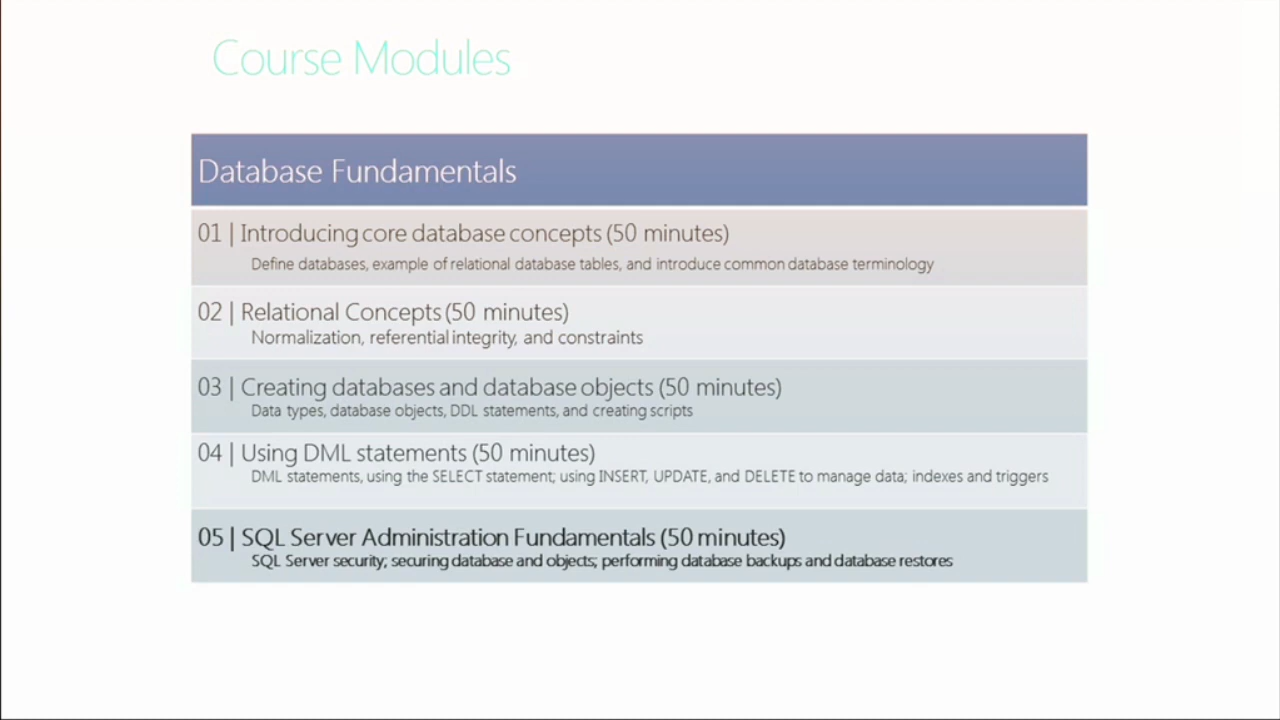 Course Modules
Database Fundamentals
01 | Introducing core database concepts (50 minutes)
Define databases, example of relational database tables, and introduce common database terminology
02 | Relational Concepts (50 minutes)
Normalization, referential integrity, and constraints
03 | Creating databases and database objects (50 minutes)
Data types, database objects, DDL statements, and creating scripts
04 | Using DML statements (50 minutes)
DML statements, using the SELECT statement; using INSERT, UPDATE, and DELETE to manage data; indexes and triggers
05 | SQL Server Administration Fundamentals (50 minutes)
SQL Server security; securing database and objects; performing database backups and database restores